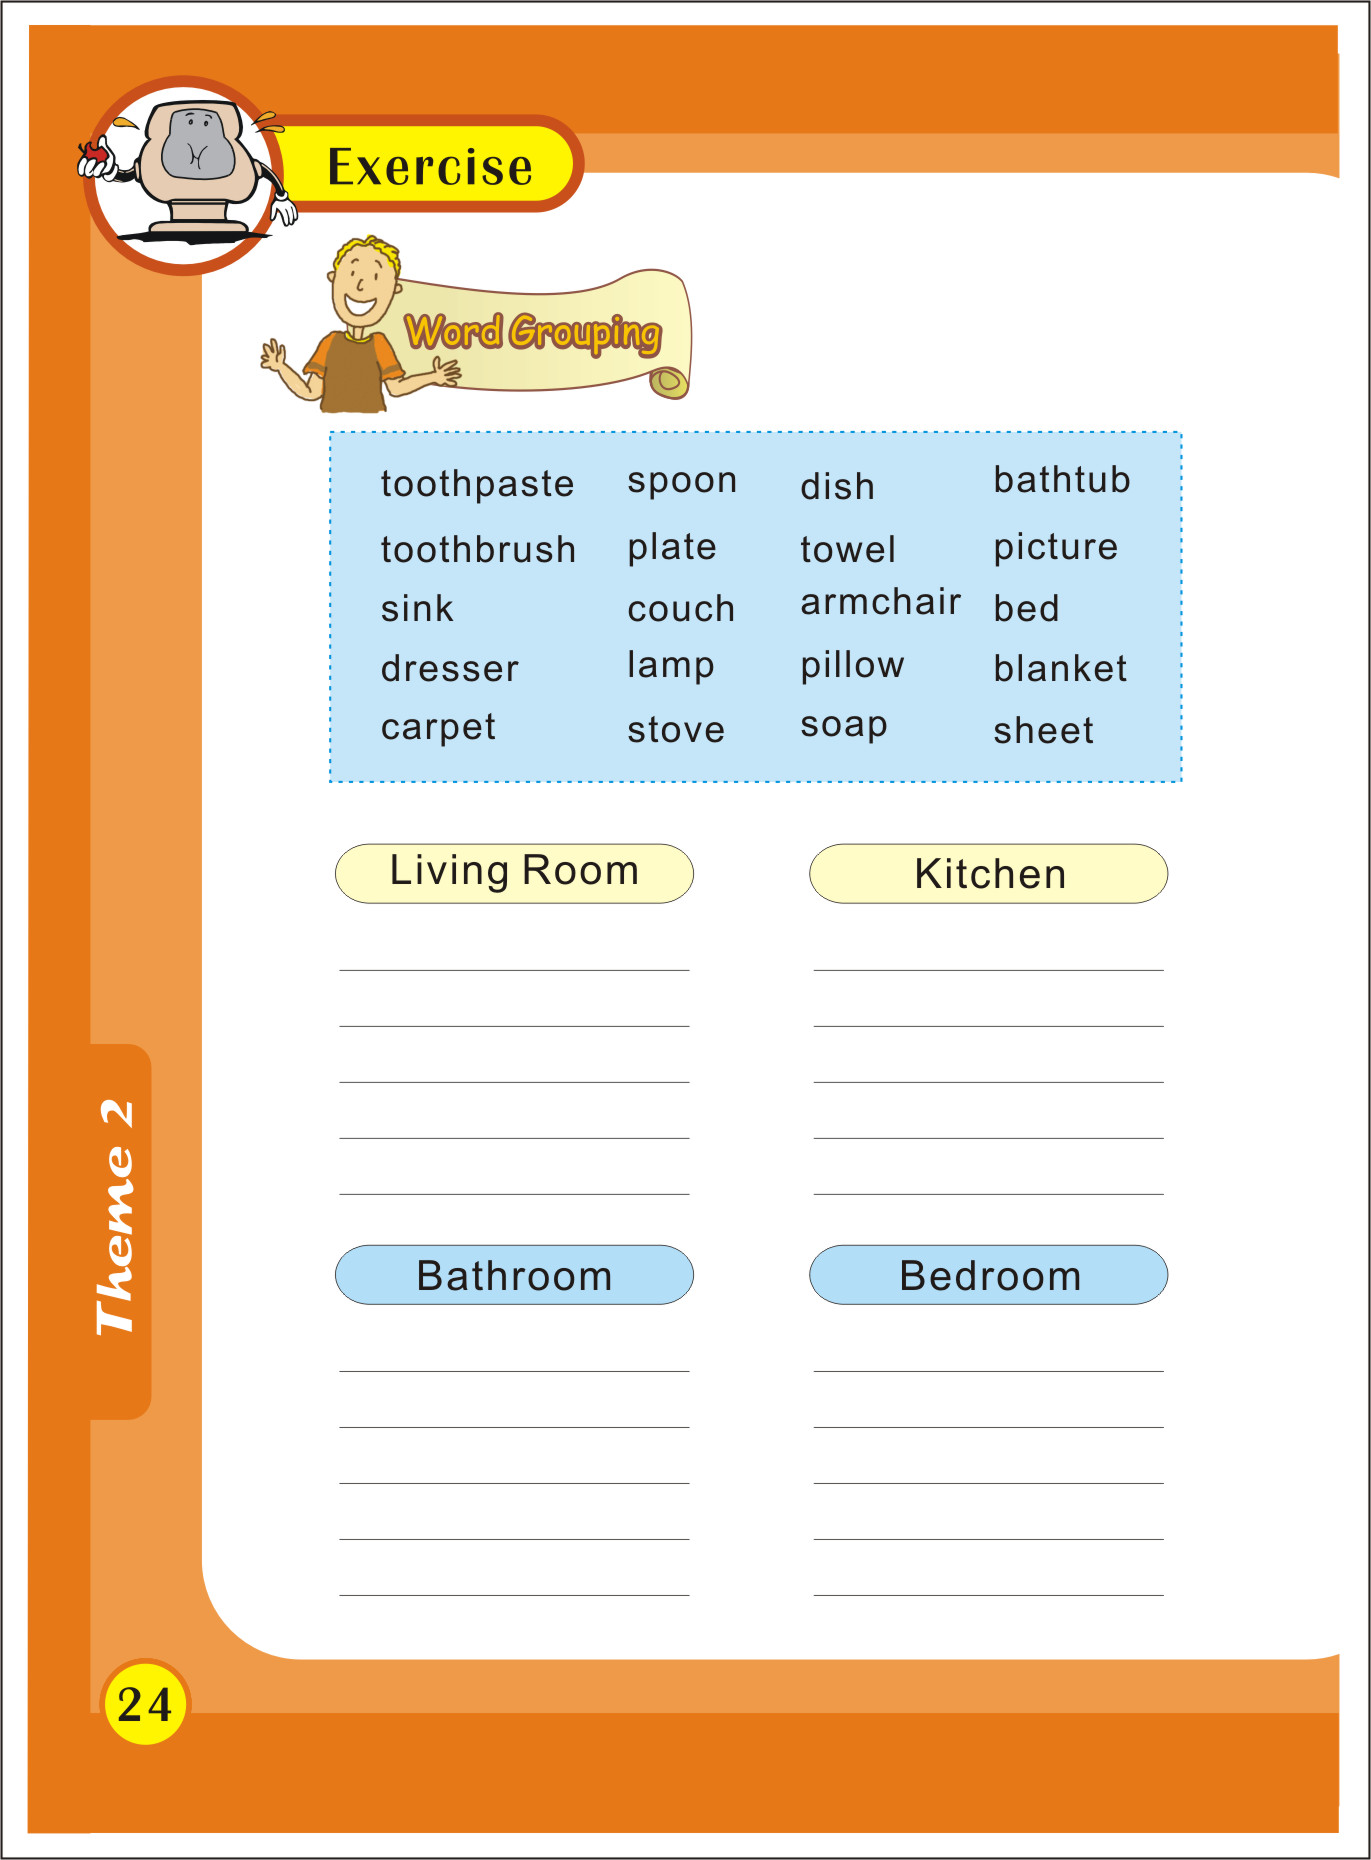 Exercise
Word Grouping
toothpaste spoon dish bathtub
toothbrush plate towel picture
sink couch armchair bed
dresser lamp pillow blanket
carpet stove soap sheet
Living Room Kitchen
Bathroom Bedroom
Theme 2
24